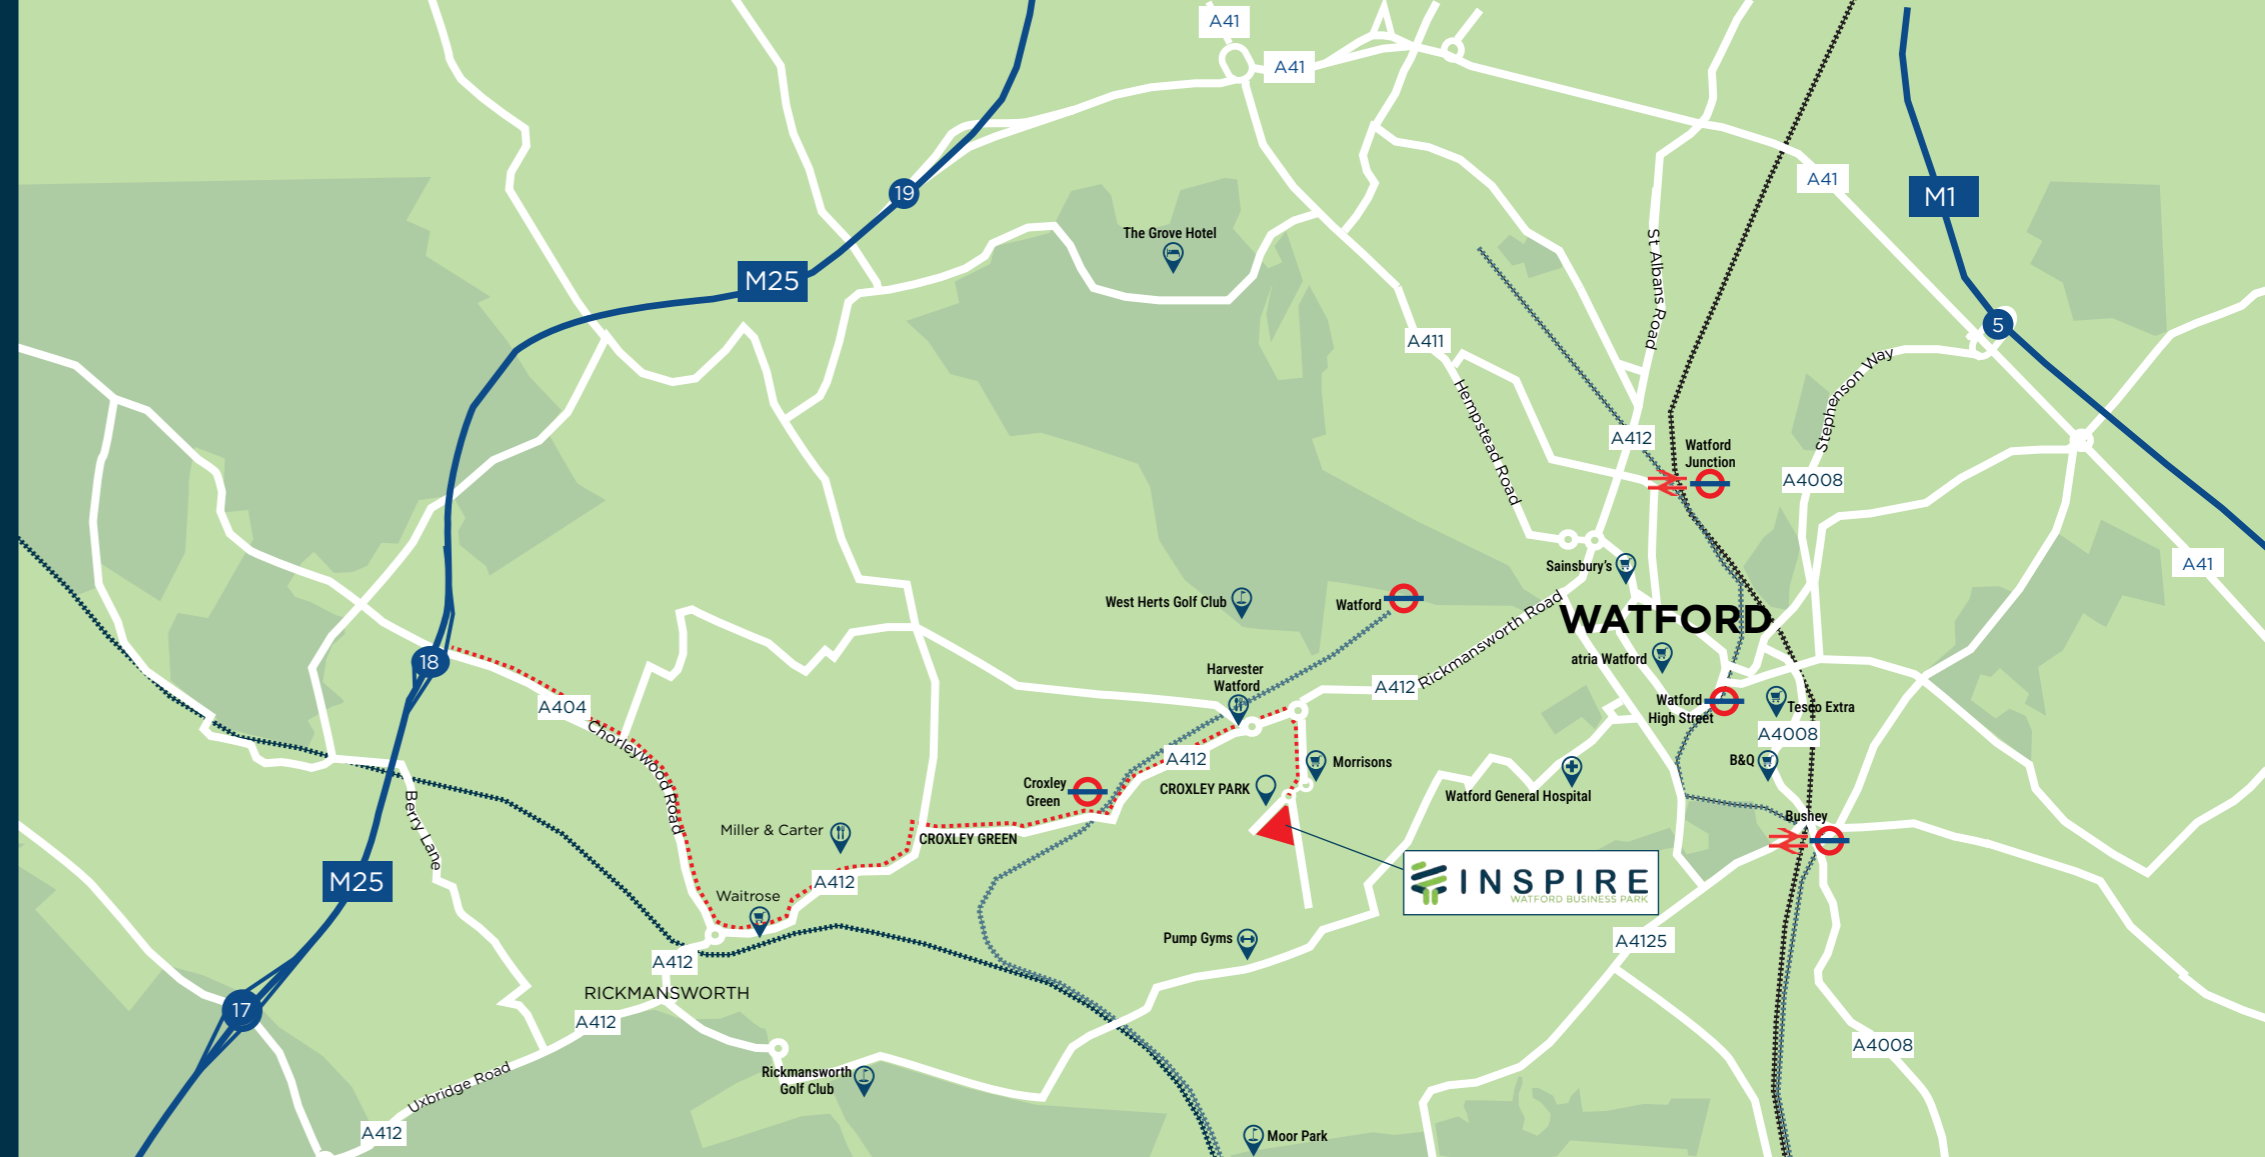 A41
A41
19
M25
The Grove Hotel
A41
M1
St Albans Road
5
A411
Stephenson Way
Hempstead Road
A412
Watford
Junction
A4008
A41
Sainsbury's
West Herts Golf Club
Watford
Rickmansworth Road
WATFORD
18
atria Watford
Harvester
Watford
A412
A404
Watford
High Street
Tesco Extra
A4008
Chorleywood Road
A412
Morrisons
B&Q
Croxley
Green
CROXLEY PARK
Watford General Hospital
Berry Lane
Bushey
Miller & Carter
CROXLEY GREEN
M25
A412
INSPIRE
WATFORD BUSINESS PARK
Waitrose
Pump Gyms
A4125
A412
RICKMANSWORTH
17
A412
A4008
Uxbridge Road
Rickmansworth
Golf Club
A412
Moor Park